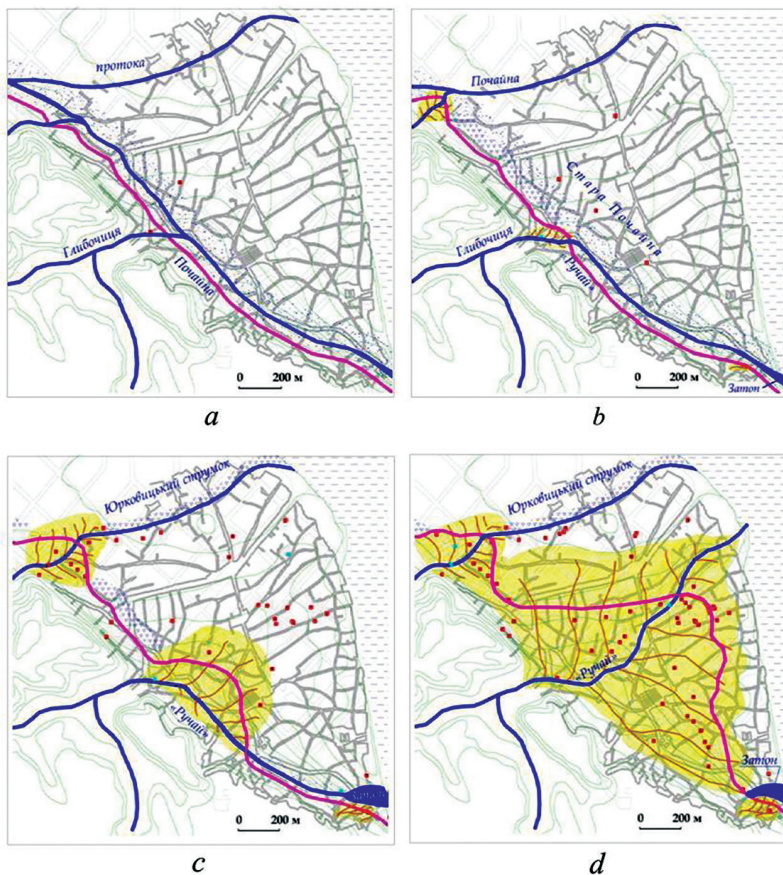 протока
Глибочиця
Почайна
0 200 м
a
Почайна
Стара Почайна
Глибочиця
«Ручай»
0 200 м
Затон
b
Юрковицький струмок
«Ручай»
0 200 м
c
Юрковицький струмок
«Ручай»
Затон
0 200 м
d